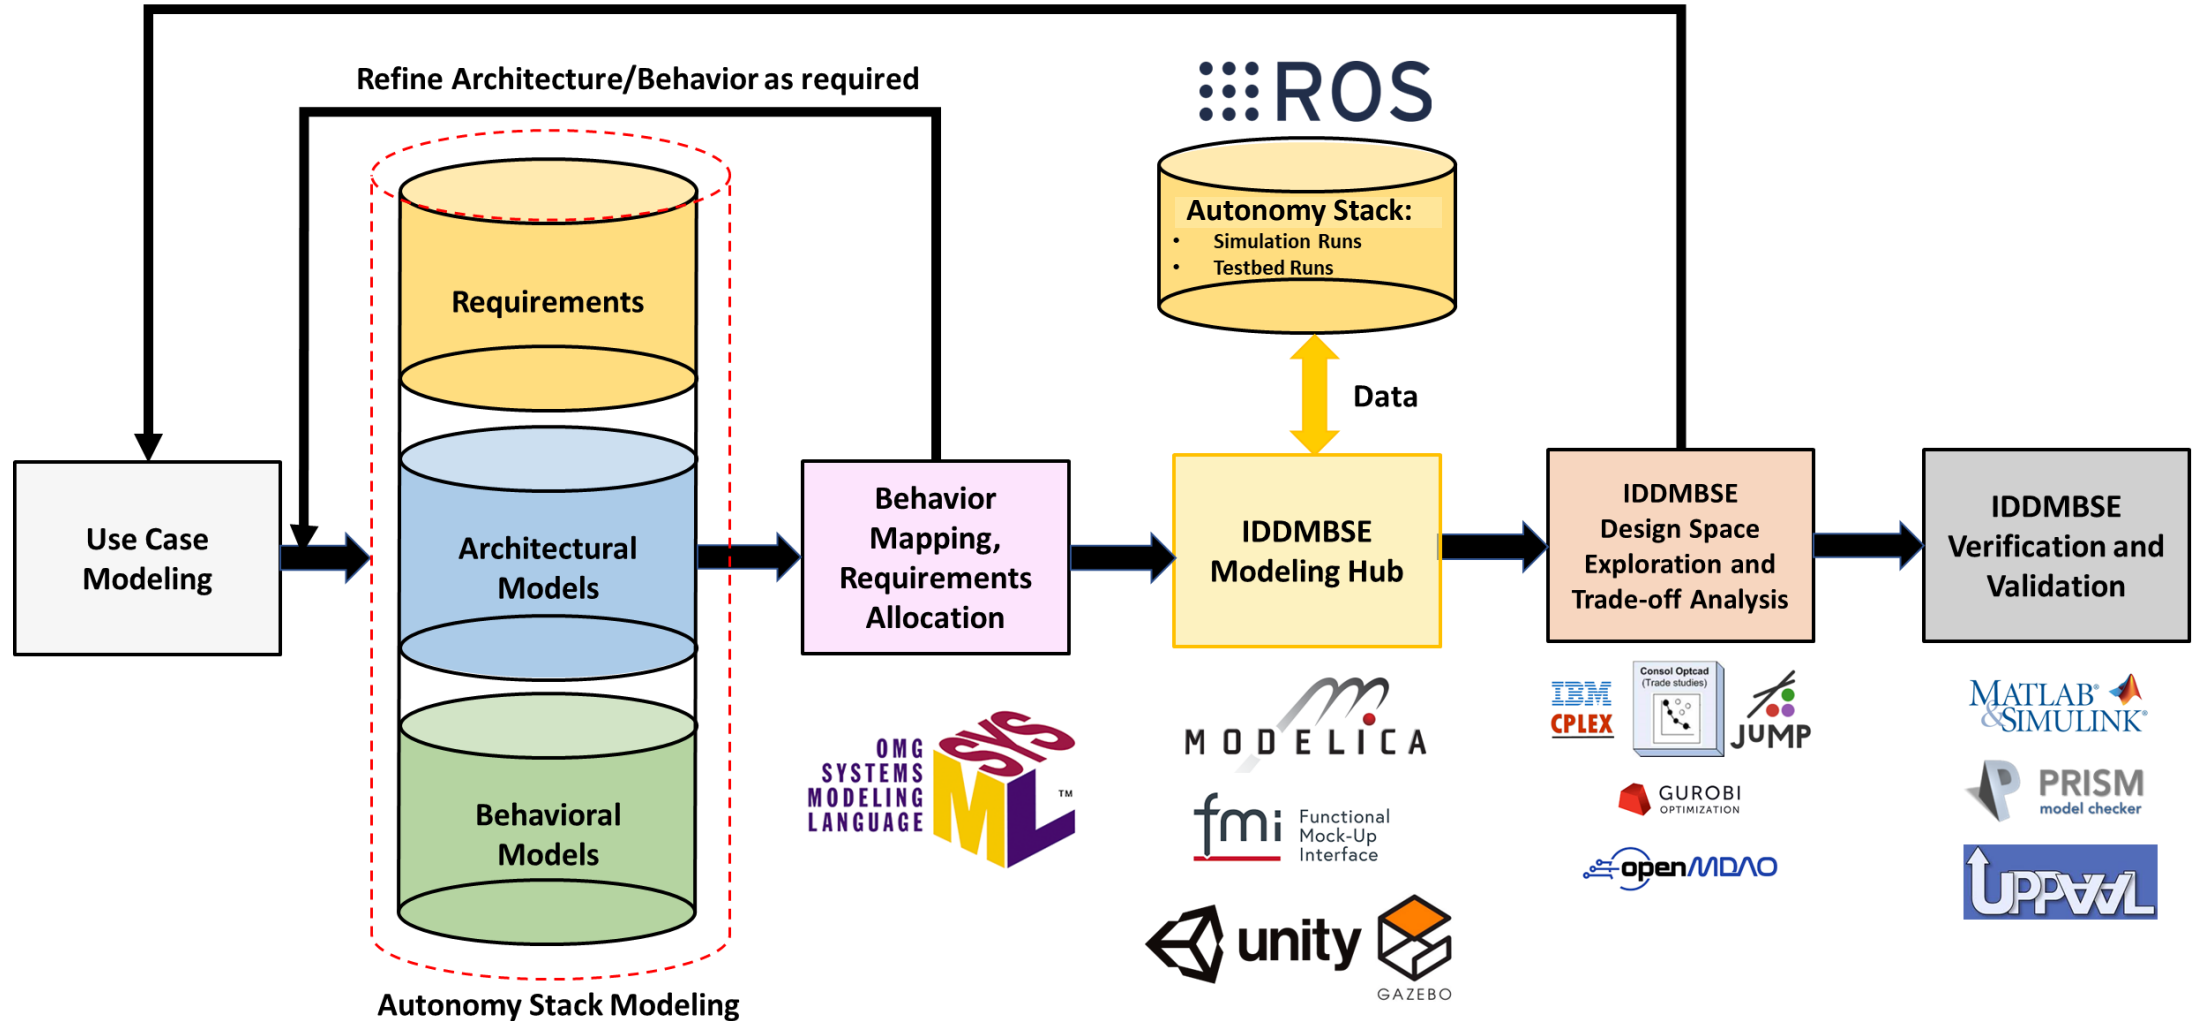 Refine Architecture/Behavior as required
ROS
Autonomy Stack:
• Simulation Runs
• Testbed Runs
Data
Requirements
Architectural
Models
Behavioral
Models
Autonomy Stack Modeling
Use Case
Modeling
Behavior
Mapping,
Requirements
Allocation
IDDMBSE
Modeling Hub
IDDMBSE
Design Space
Exploration and
Trade-off Analysis
IDDMBSE
Verification and
Validation
OMG
SYSTEMS
MODELING
LANGUAGE
SYS
ML
TM
MODELICA
fmi
Functional
Mock-Up
Interface
unity
GAZEBO
IBM
CPLEX
Consol Optcad
(Trade studies)
JuMP
GUROBI
OPTIMIZATION
openMDAO
MATLAB®
&SIMULINK®
PRISM
model checker
UPPAAL